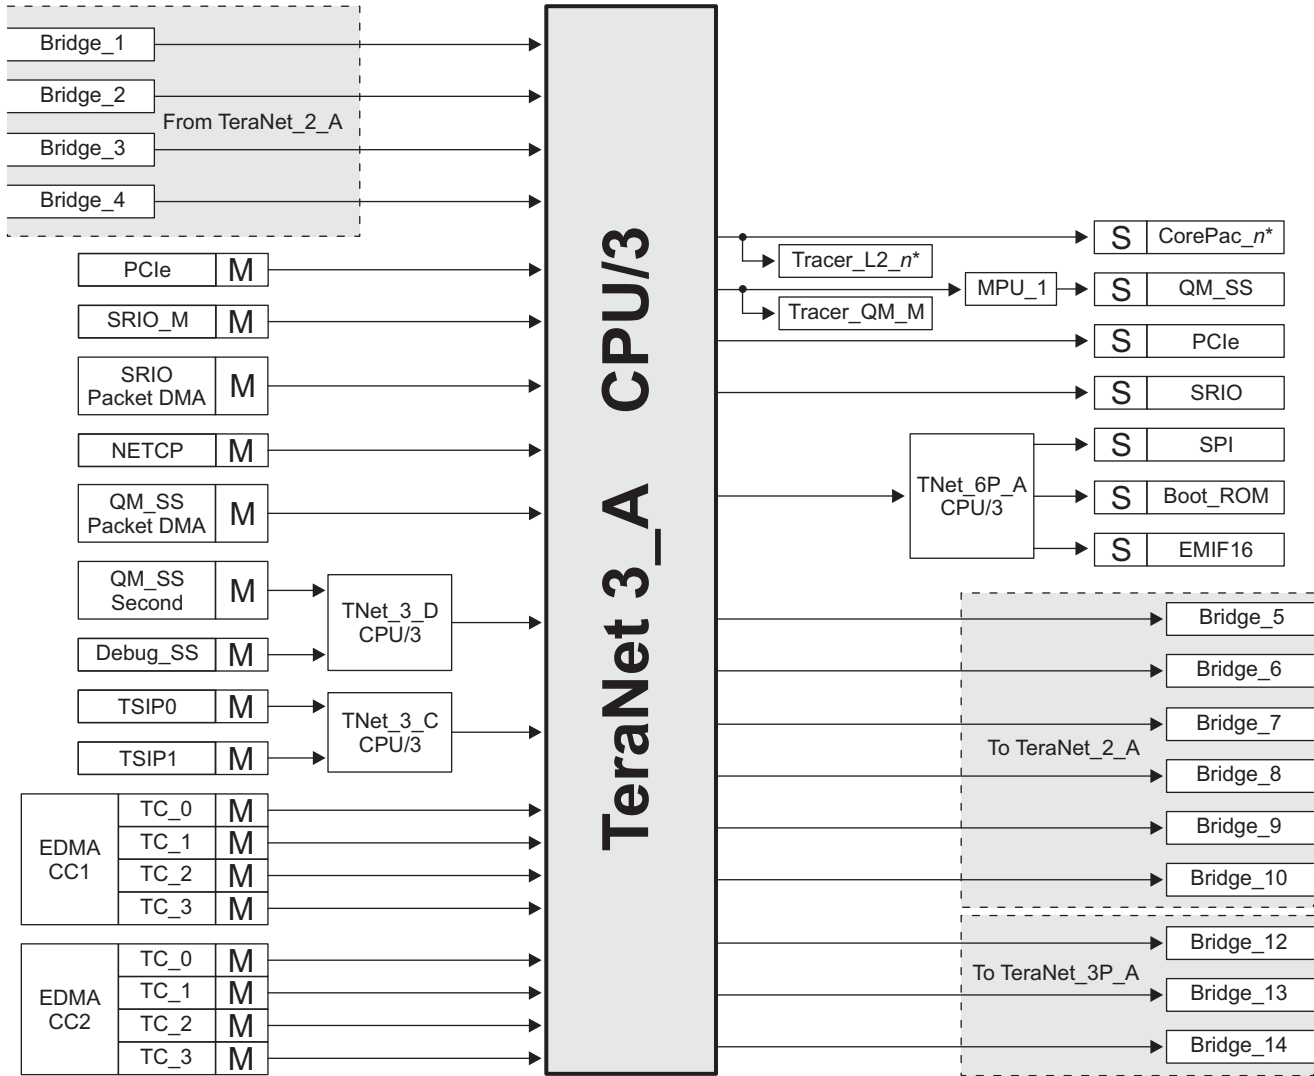 Bridge_1
Bridge_2
From TeraNet_2_A
Bridge_3
Bridge_4
PCIe M
SRIO_M M
SRIO
Packet DMA
M
NETCP M
QM_SS
Packet DMA
M
QM_SS
Second
M
Debug_SS M
TNet_3_D
CPU/3
TSIP0 M
TSIP1 M
TNet_3_C
CPU/3
EDMA
CC1
TC_0 M
TC_1 M
TC_2 M
TC_3 M
EDMA
CC2
TC_0 M
TC_1 M
TC_2 M
TC_3 M
TeraNet 3_A CPU/3
S CorePac_n*
Tracer_L2_n*
MPU_1
S QM_SS
Tracer_QM_M
S PCIe
S SRIO
TNet_6P_A
CPU/3
S SPI
S Boot_ROM
S EMIF16
Bridge_5
Bridge_6
Bridge_7
To TeraNet_2_A
Bridge_8
Bridge_9
Bridge_10
Bridge_12
To TeraNet_3P_A
Bridge_13
Bridge_14